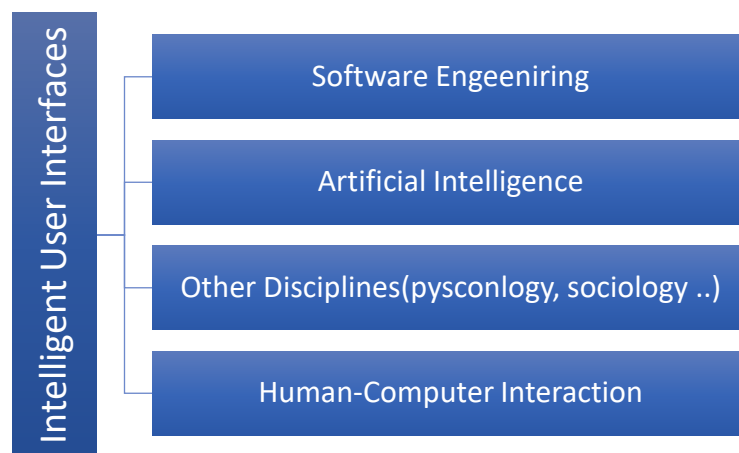 Intelligent User Interfaces
Software Engeeniring
Artificial Intelligence
Other Disciplines(pysconlogy, sociology ..)
Human-Computer Interaction